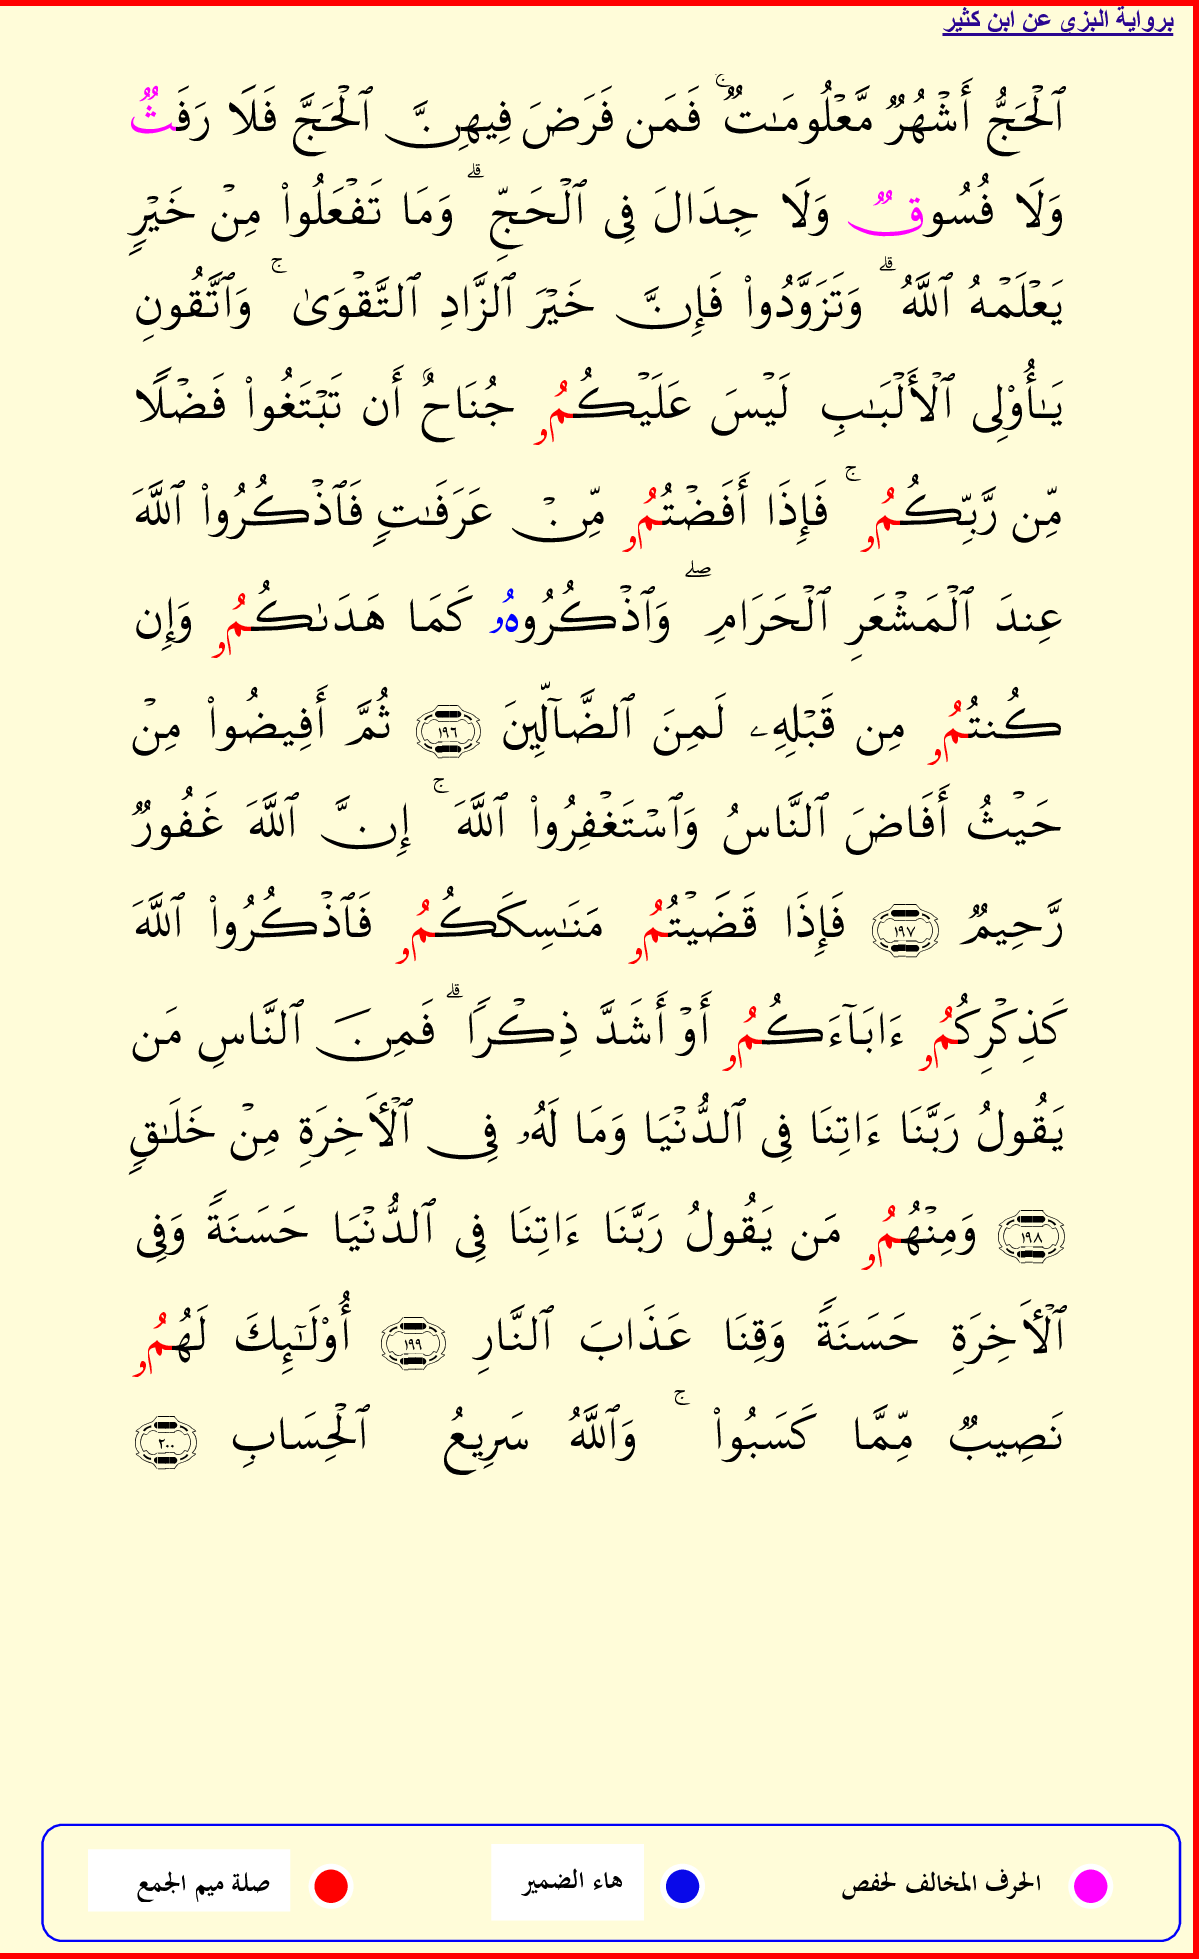 برواية البزي عن ابن كثير
ٱلۡحَجُّ أَشۡهُرٌ مَّعۡلُومَٰتٌۚ فَمَن فَرَضَ فِيهِنَّ ٱلۡحَجَّ فَلَا رَفَثٌ
وَلَا فُسُوقٌ وَلَا جِدَالَ فِى ٱلۡحَجِّۗ وَمَا تَفۡعَلُواْ مِنۡ خَيۡرٍ
يَعۡلَمۡهُ ٱللَّهُۗ وَتَزَوَّدُواْ فَإِنَّ خَيۡرَ ٱلزَّادِ ٱلتَّقۡوَىٰۚ وَٱتَّقُونِ
يَٰٓأُوْلِى ٱلۡأَلۡبَٰبِ لَيۡسَ عَلَيۡكُمُۥ جُنَاحٌ أَن تَبۡتَغُواْ فَضۡلًا
مِّن رَّبِّكُمُۥۚ فَإِذَا أَفَضۡتُمُۥ مِّنۡ عَرَفَٰتٍ فَٱذۡكُرُواْ ٱللَّهَ
عِندَ ٱلۡمَشۡعَرِ ٱلۡحَرَامِۖ وَٱذۡكُرُوهُۥ كَمَا هَدَىٰكُمُۥ وَإِن
كُنتُمُۥ مِن قَبۡلِهِۦ لَمِنَ ٱلضَّآلِّينَ ١٩٦ ثُمَّ أَفِيضُواْ مِنۡ
حَيۡثُ أَفَاضَ ٱلنَّاسُ وَٱسۡتَغۡفِرُواْ ٱللَّهَۚ إِنَّ ٱللَّهَ غَفُورٌ
رَّحِيمٌ ١٩٧ فَإِذَا قَضَيۡتُمُۥ مَنَٰسِكَكُمُۥ فَٱذۡكُرُواْ ٱللَّهَ
كَذِكۡرِكُمُۥ ءَابَآءَكُمُۥ أَوۡ أَشَدَّ ذِكۡرًاۗ فَمِنَ ٱلنَّاسِ مَن
يَقُولُ رَبَّنَا ءَاتِنَا فِى ٱلدُّنۡيَا وَمَا لَهُۥ فِى ٱلۡأٓخِرَةِ مِنۡ خَلَٰقٍ
١٩٨ وَمِنۡهُمُۥ مَن يَقُولُ رَبَّنَا ءَاتِنَا فِى ٱلدُّنۡيَا حَسَنَةً وَفِى
ٱلۡأٓخِرَةِ حَسَنَةً وَقِنَا عَذَابَ ٱلنَّارِ ١٩٩ أُوْلَٰٓئِكَ لَهُمُۥ
نَصِيبٌ مِّمَّا كَسَبُواْۚ وَٱللَّهُ سَرِيعُ ٱلۡحِسَابِ ٢٠٠
الحرف المخالف لحفص
هاء الضمير
صلة ميم الجمع